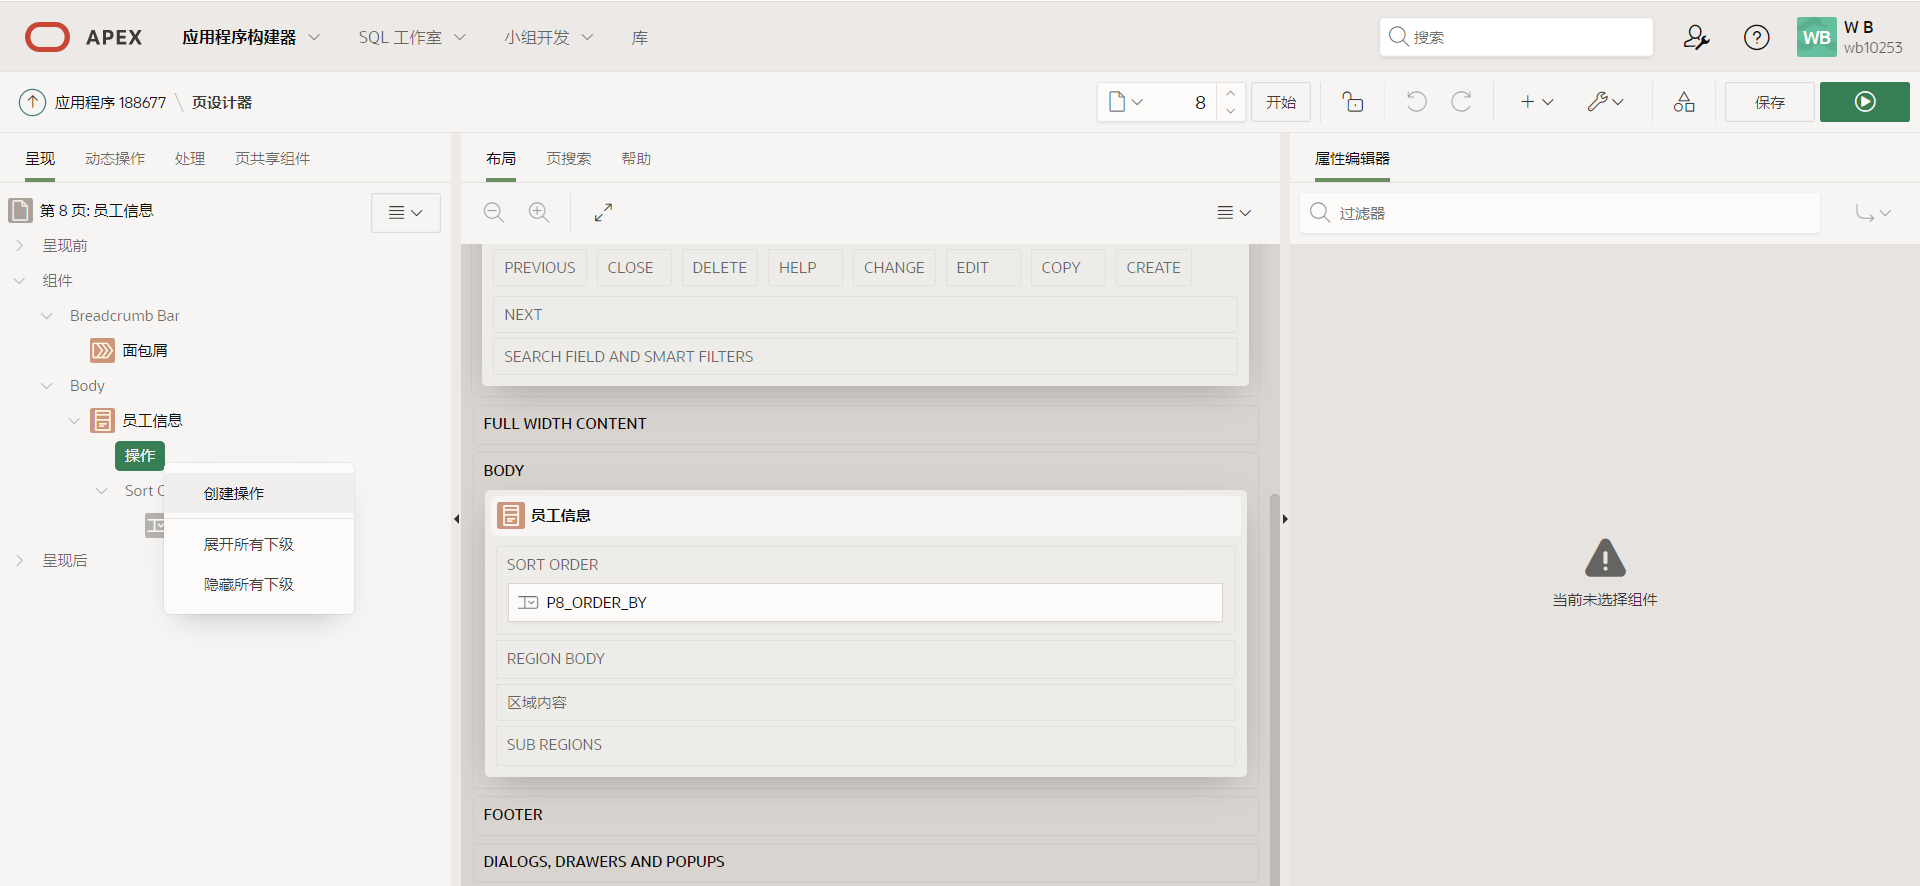 APEX
应用程序构建器
SQL 工作室
小组开发
库
搜索
WB
W B
wb10253
应用程序 188677 \ 页设计器
8
开始
保存
呈现
动态操作
处理
页共享组件
第 8 页: 员工信息
呈现前
组件
Breadcrumb Bar
面包屑
Body
员工信息
操作
Sort
呈现后
创建操作
展开所有下级
隐藏所有下级
布局
页搜索
帮助
PREVIOUS
CLOSE
DELETE
HELP
CHANGE
EDIT
COPY
CREATE
NEXT
SEARCH FIELD AND SMART FILTERS
FULL WIDTH CONTENT
BODY
员工信息
SORT ORDER
P8_ORDER_BY
REGION BODY
区域内容
SUB REGIONS
FOOTER
DIALOGS, DRAWERS AND POPUPS
属性编辑器
过滤器
当前未选择组件